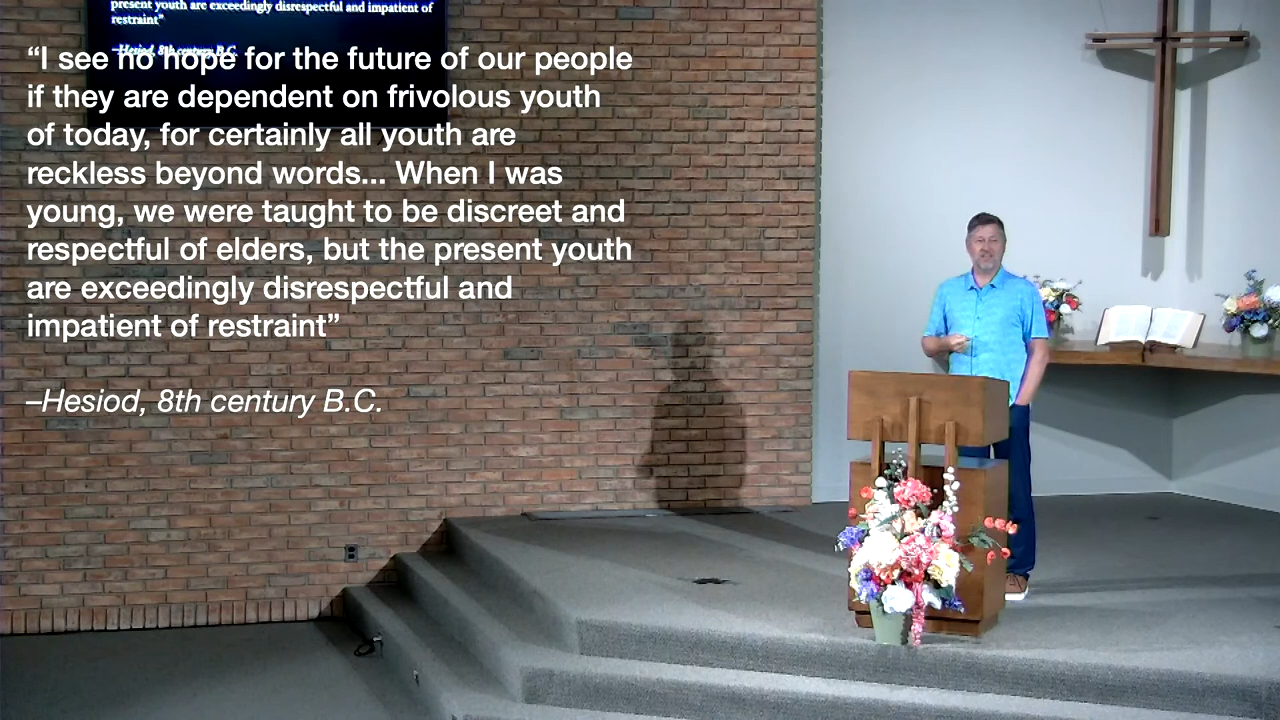 present youth are exceedingly disrespectful and impatient of
restraint”
–Hesiod, 8th century B.C.
“I see no hope for the future of our people
if they are dependent on frivolous youth
of today, for certainly all youth are
reckless beyond words... When I was
young, we were taught to be discreet and
respectful of elders, but the present youth
are exceedingly disrespectful and
impatient of restraint”
–Hesiod, 8th century B.C.